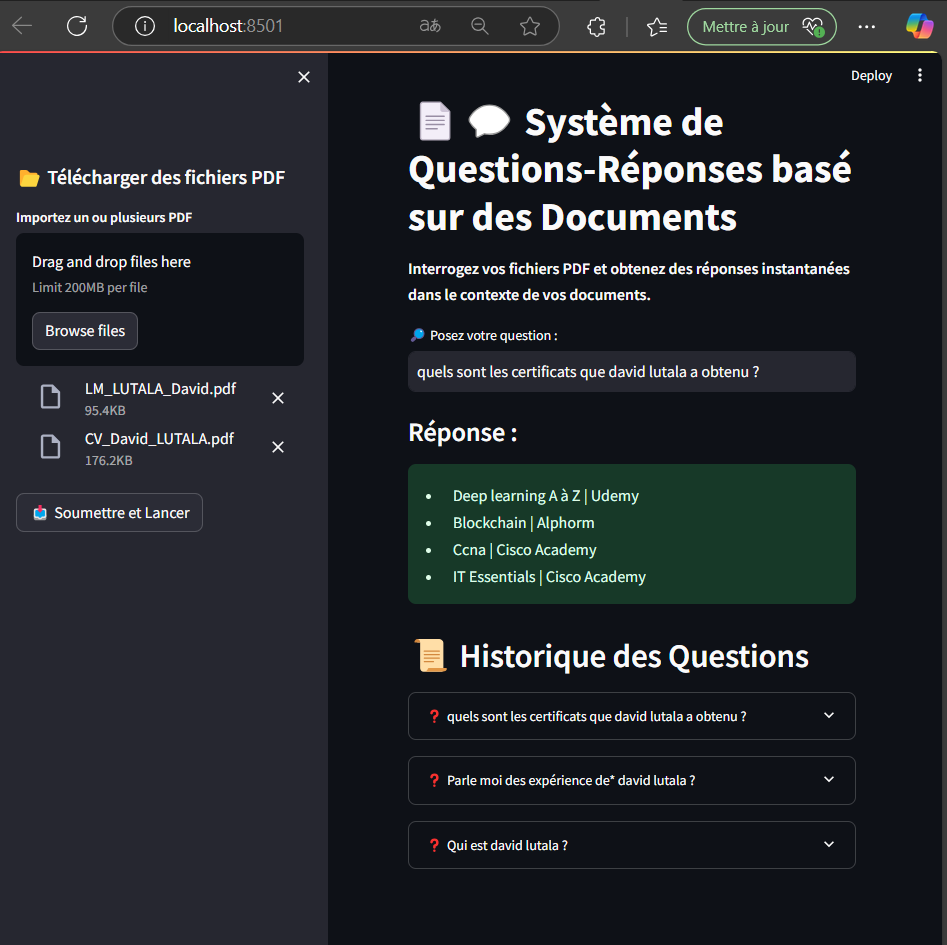 localhost:8501
aあ
Mettre à jour
Deploy
Télécharger des fichiers PDF
Importez un ou plusieurs PDF
Drag and drop files here
Limit 200MB per file
Browse files
LM_LUTALA_David.pdf
95.4KB
CV_David_LUTALA.pdf
176.2KB
Soumettre et Lancer
Système de
Questions-Réponses basé
sur des Documents
Interrogez vos fichiers PDF et obtenez des réponses instantanées
dans le contexte de vos documents.
Posez votre question :
quels sont les certificats que david lutala a obtenu ?
Réponse :
• Deep learning A à Z | Udemy
• Blockchain | Alphorm
• Ccna | Cisco Academy
• IT Essentials | Cisco Academy
Historique des Questions
❓ quels sont les certificats que david lutala a obtenu ?
❓ Parle moi des expérience de* david lutala ?
❓ Qui est david lutala ?